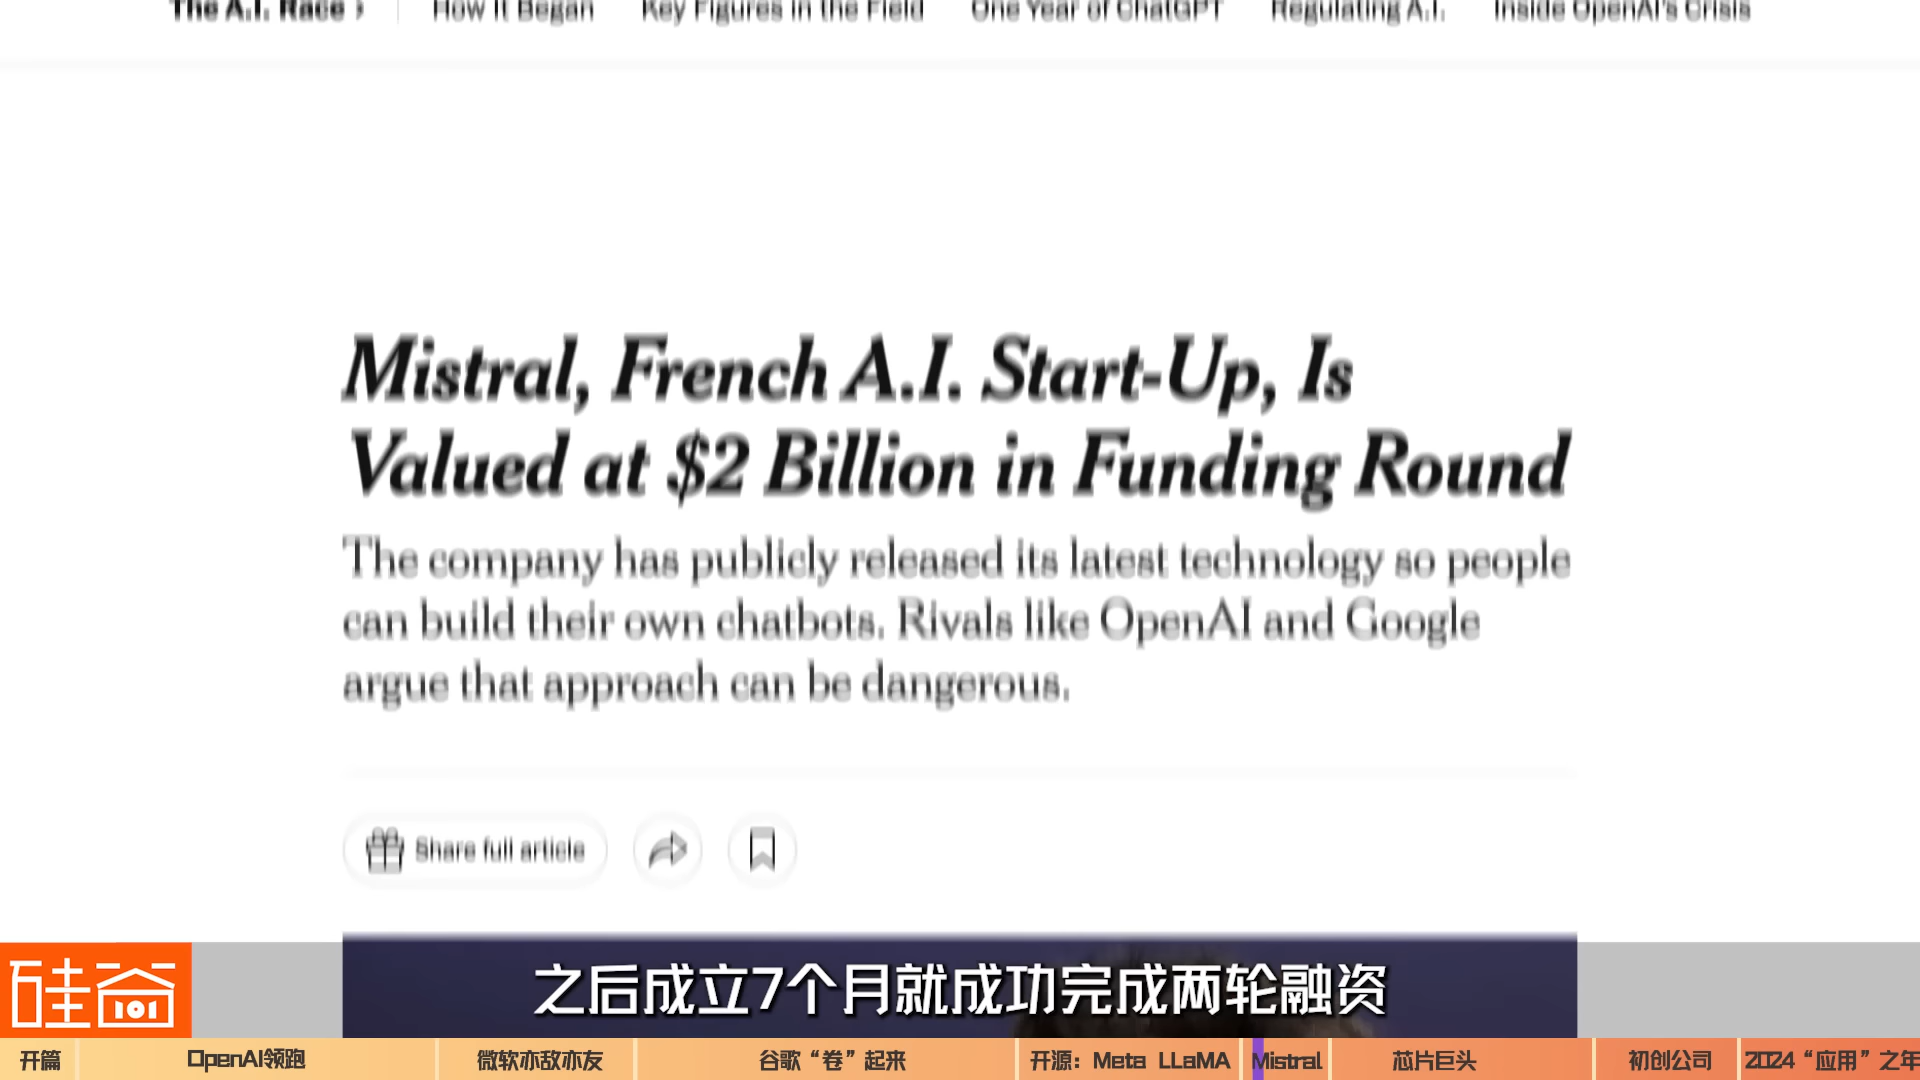 The A.I. Race › How It Began Key Figures in the Field One Year of ChatGPT Regulating A.I. Inside OpenAI's Crisis
Mistral, French A.I. Start-Up, Is
Valued at $2 Billion in Funding Round
The company has publicly released its latest technology so people
can build their own chatbots. Rivals like OpenAI and Google
argue that approach can be dangerous.
Share full article
硅谷101
之后成立7个月就成功完成两轮融资
开篇 OpenAI领跑 微软亦敌亦友 谷歌“卷”起来 开源：Meta LLaMA Mistral 芯片巨头 初创公司 2024“应用”之年